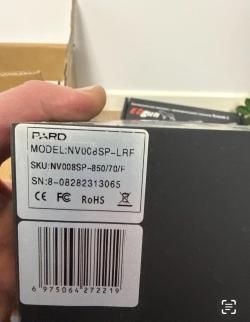 PARD
MODEL:NV008SP-LRF
SKU:NV008SP-850/70/F
SN:8-08282313065
CE FC RoHS
6 975064 272219